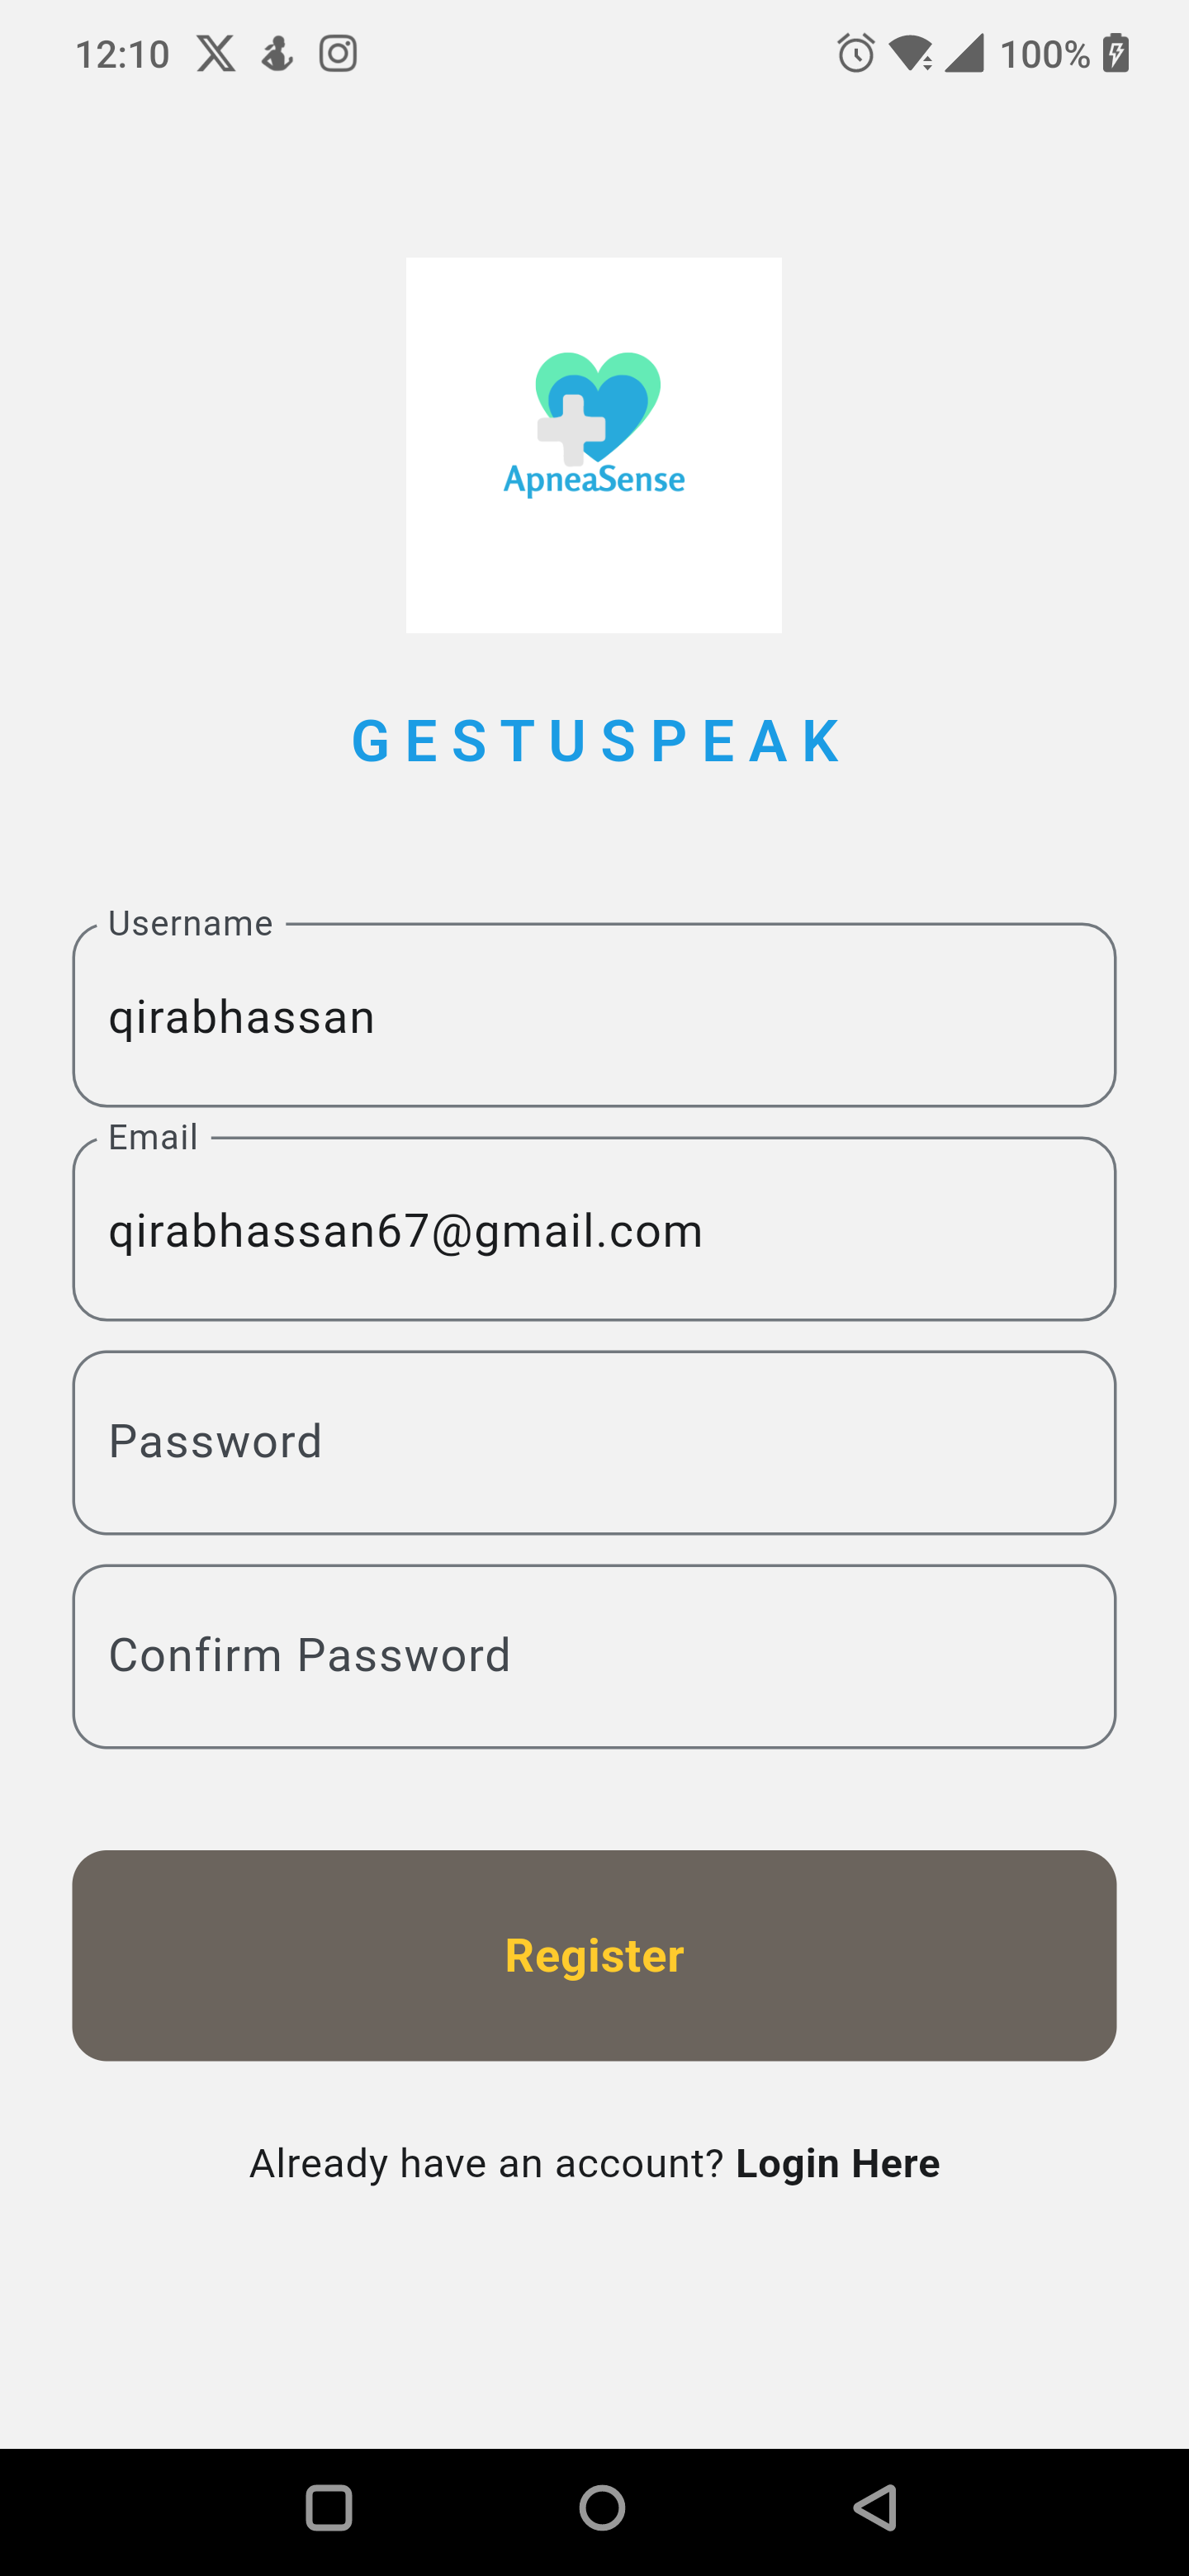 12:10
100%
ApneaSense
GESTUSPEAK
Username
qirabhassan
Email
qirabhassan67@gmail.com
Password
Confirm Password
Register
Already have an account? Login Here